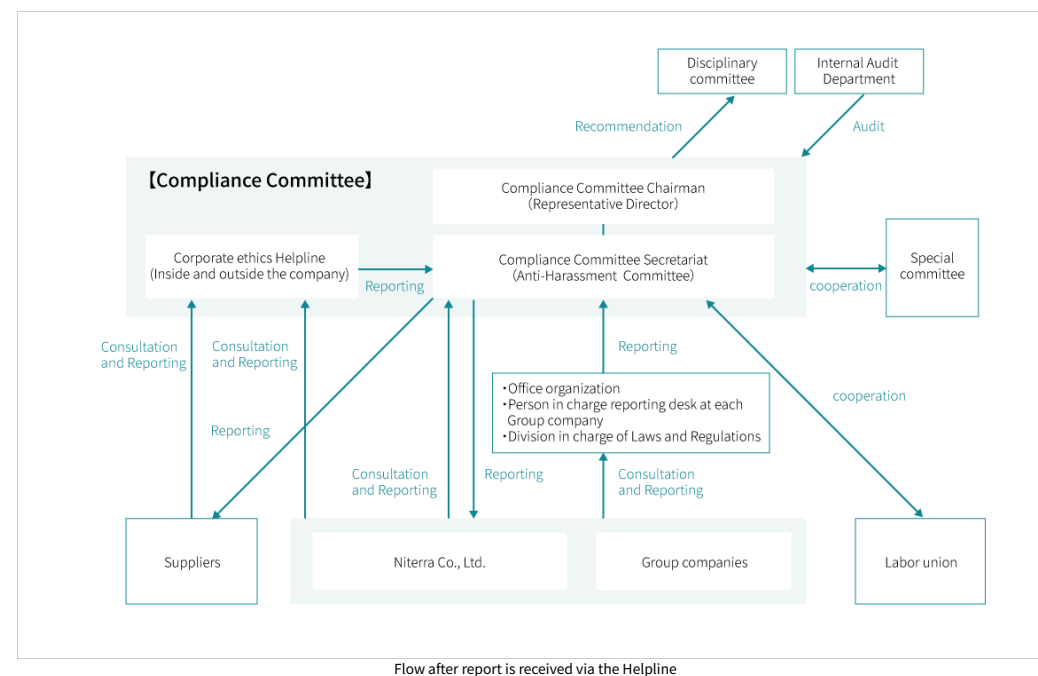 Disciplinary
committee
Internal Audit
Department
Recommendation
Audit
【Compliance Committee】
Compliance Committee Chairman
(Representative Director)
Corporate ethics Helpline
(Inside and outside the company)
Reporting
Compliance Committee Secretariat
(Anti-Harassment  Committee)
cooperation
Special
committee
Consultation
and Reporting
Consultation
and Reporting
Reporting
・Office organization
・Person in charge reporting desk at each
Group company
・Division in charge of Laws and Regulations
cooperation
Reporting
Consultation
and Reporting
Reporting
Consultation
and Reporting
Suppliers
Niterra Co., Ltd.
Group companies
Labor union
Flow after report is received via the Helpline